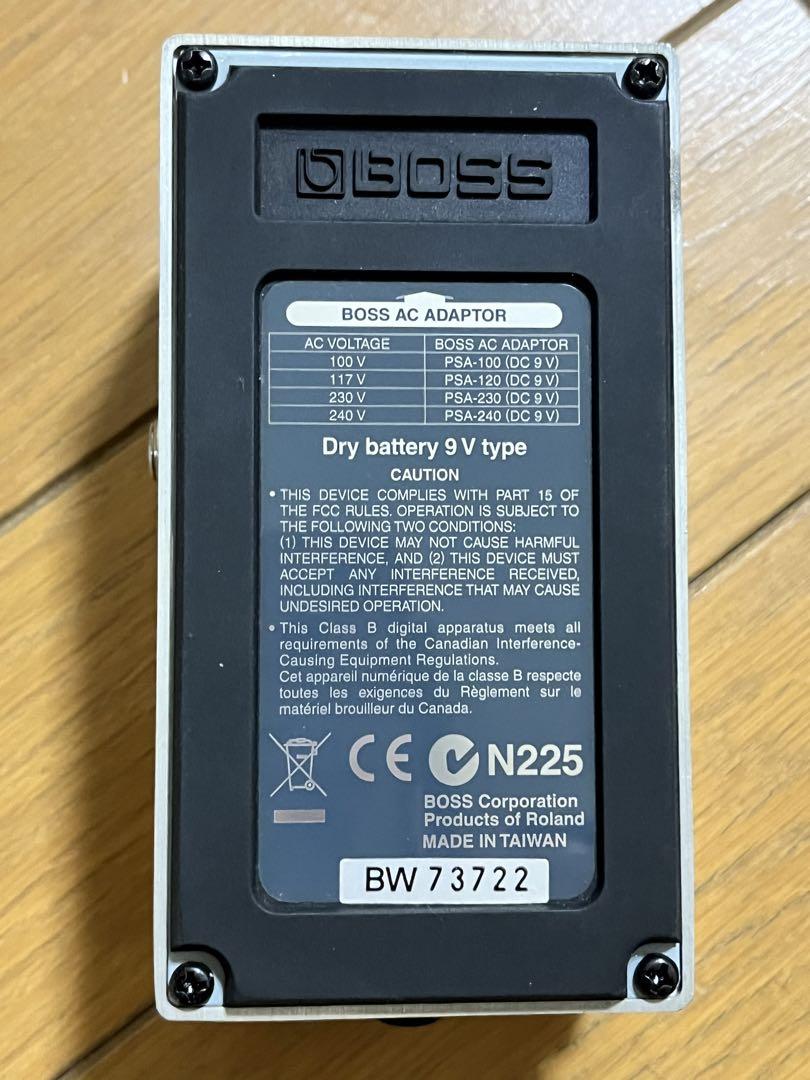 BOSS
BOSS AC ADAPTOR
AC VOLTAGE BOSS AC ADAPTOR
100 V PSA-100 (DC 9 V)
117 V PSA-120 (DC 9 V)
230 V PSA-230 (DC 9 V)
240 V PSA-240 (DC 9 V)
Dry battery 9 V type
CAUTION
• THIS DEVICE COMPLIES WITH PART 15 OF
THE FCC RULES. OPERATION IS SUBJECT TO
THE FOLLOWING TWO CONDITIONS:
(1) THIS DEVICE MAY NOT CAUSE HARMFUL
INTERFERENCE, AND (2) THIS DEVICE MUST
ACCEPT ANY INTERFERENCE RECEIVED,
INCLUDING INTERFERENCE THAT MAY CAUSE
UNDESIRED OPERATION.
• This Class B digital apparatus meets all
requirements of the Canadian Interference-
Causing Equipment Regulations.
Cet appareil numérique de la classe B respecte
toutes les exigences du Règlement sur le
matériel brouilleur du Canada.
CE N225
BOSS Corporation
Products of Roland
MADE IN TAIWAN
BW 73722